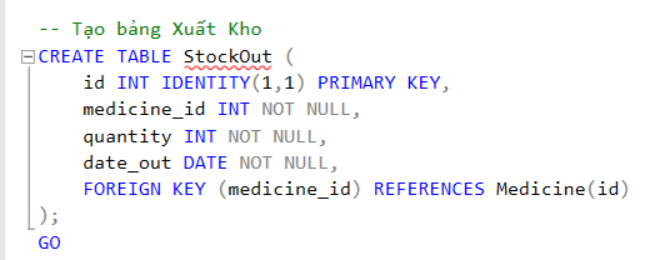 -- Tạo bảng Xuất Kho
CREATE TABLE StockOut (
id INT IDENTITY(1,1) PRIMARY KEY,
medicine_id INT NOT NULL,
quantity INT NOT NULL,
date_out DATE NOT NULL,
FOREIGN KEY (medicine_id) REFERENCES Medicine(id)
);
GO